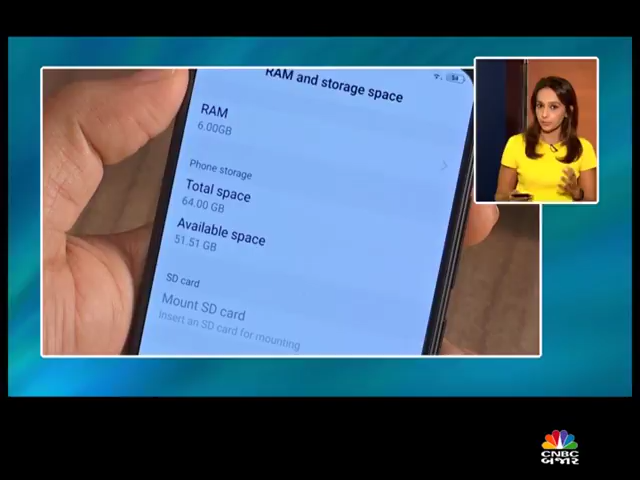 RAM and storage space
54
RAM
6.00GB
Phone storage
Total space
64.00 GB
Available space
51.51 GB
SD card
Mount SD card
Insert an SD card for mounting
CNBC
બજાર